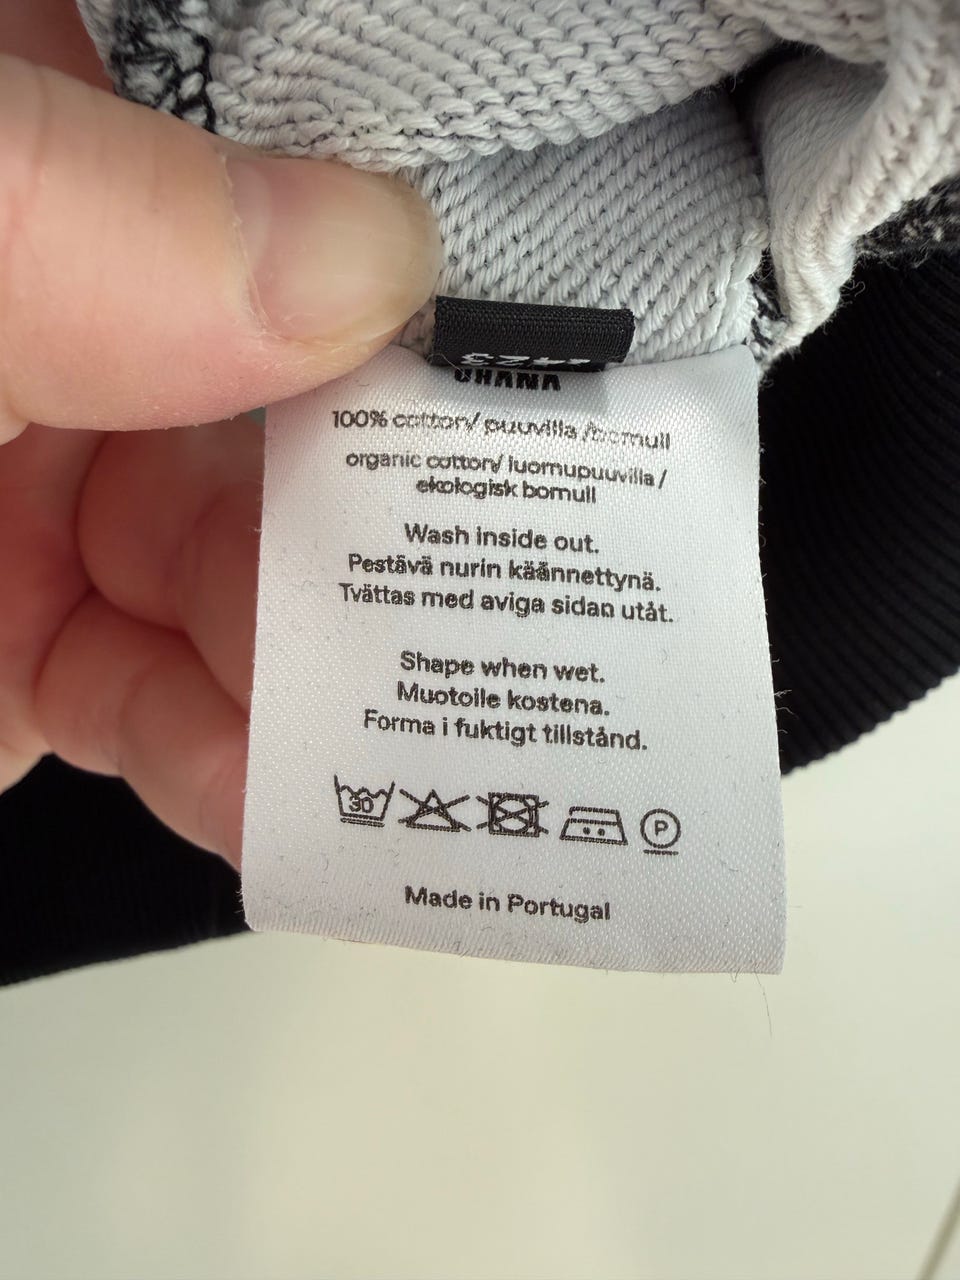 100% cotton/ puuvilla /bomull
organic cotton/ luomupuuvilla /
ekologisk bomull
Wash inside out.
Pestävä nurin käännettynä.
Tvättas med aviga sidan utåt.
Shape when wet.
Muotoile kosteana.
Forma i fuktigt tillstånd.
30
P
Made in Portugal